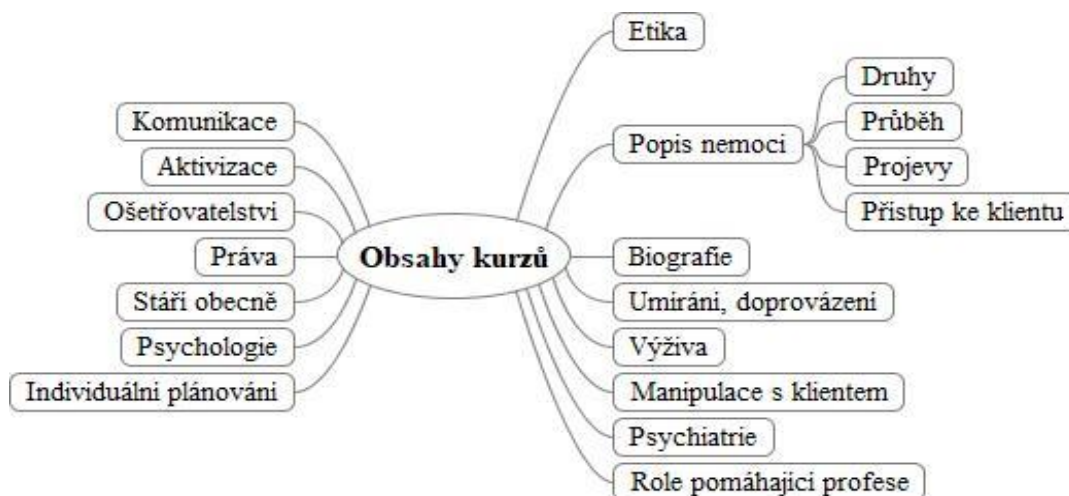 Obsahy kurzů
Komunikace
Aktivizace
Ošetřovatelství
Práva
Stáří obecně
Psychologie
Individuální plánování
Etika
Popis nemoci
Druhy
Průběh
Projevy
Přístup ke klientu
Biografie
Umírání, doprovázení
Výživa
Manipulace s klientem
Psychiatrie
Role pomáhající profese